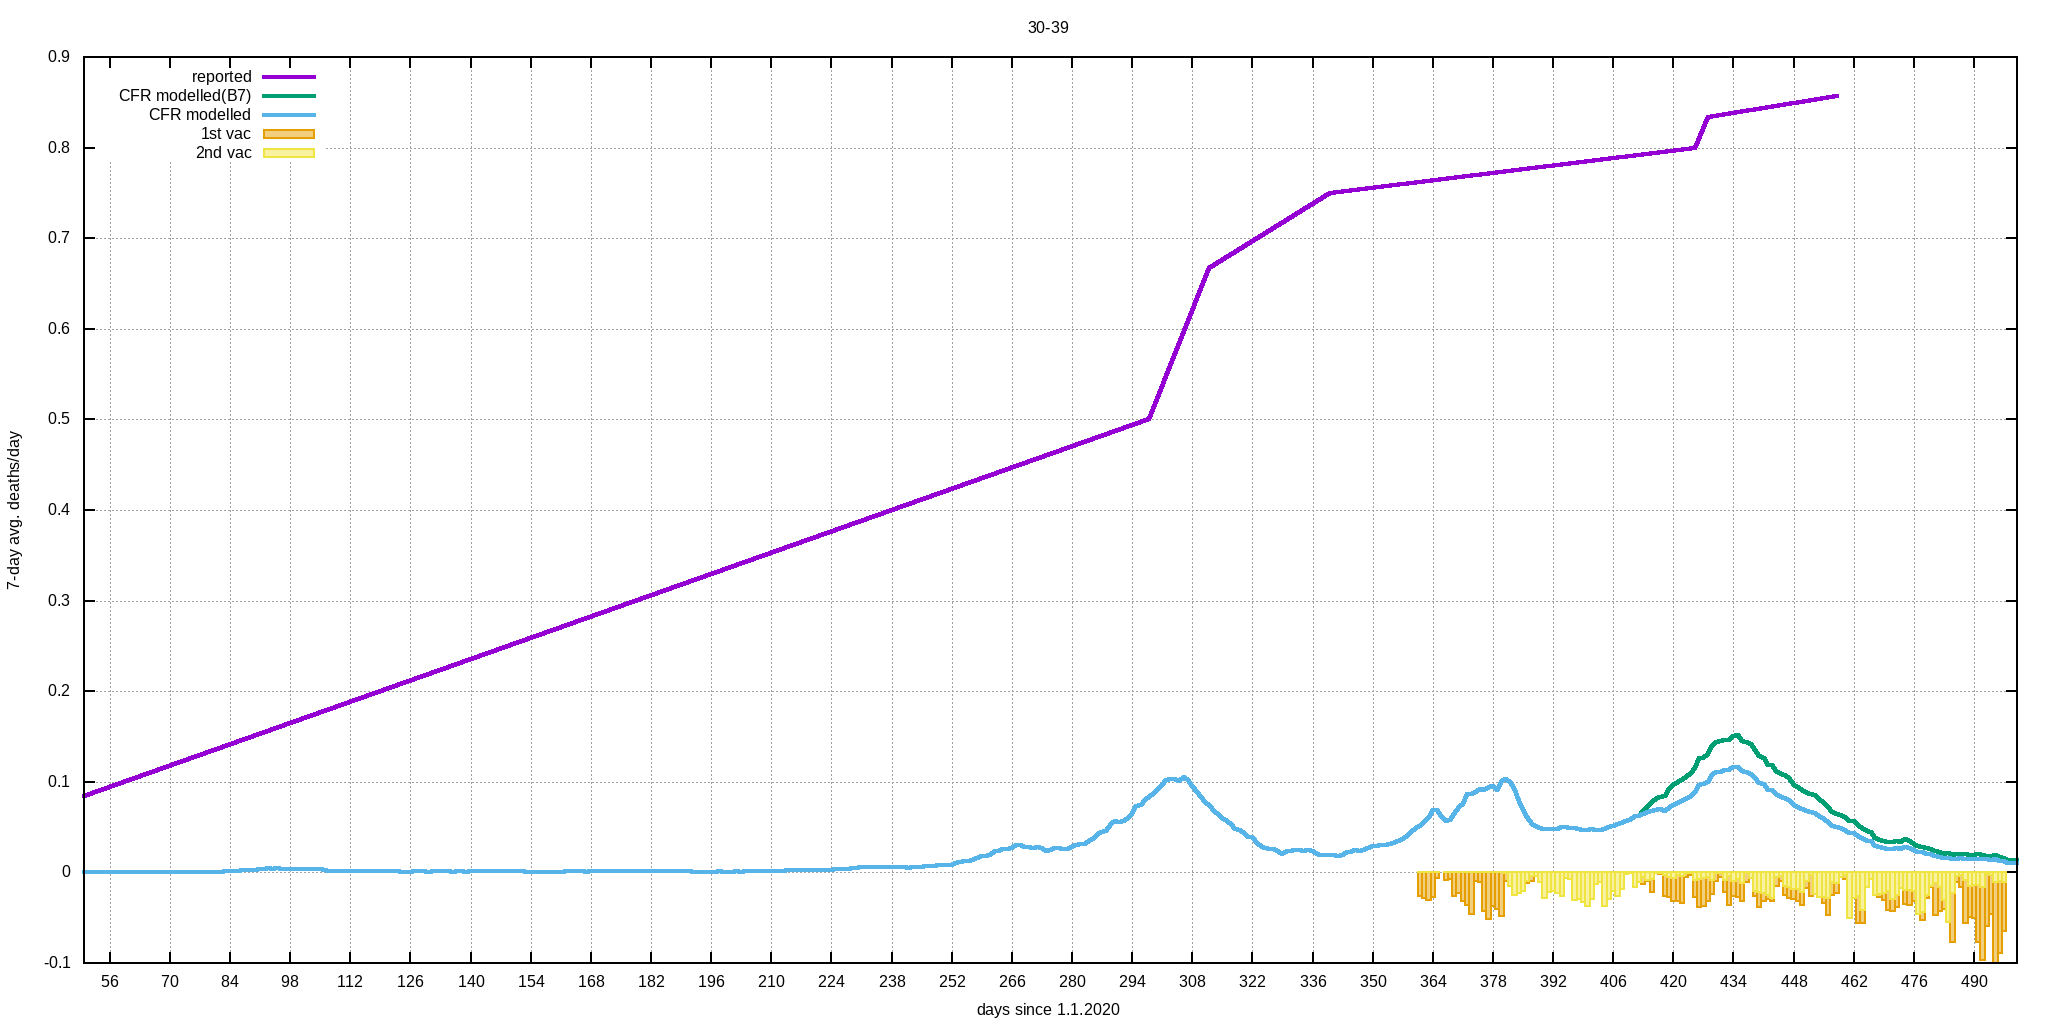 30-39
0.9
0.8
0.7
0.6
0.5
0.4
0.3
0.2
0.1
0
-0.1
reported
CFR modelled(B7)
CFR modelled
1st vac
2nd vac
7-day avg. deaths/day
56 70 84 98 112 126 140 154 168 182 196 210 224 238 252 266 280 294 308 322 336 350 364 378 392 406 420 434 448 462 476 490
days since 1.1.2020